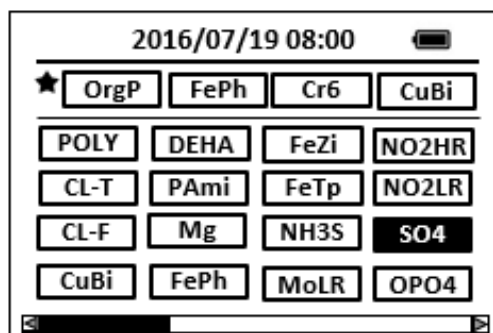 2016/07/19 08:00
OrgP FePh Cr6 CuBi
POLY DEHA FeZi NO2HR
CL-T PAmi FeTp NO2LR
CL-F Mg NH3S SO4
CuBi FePh MoLR OPO4